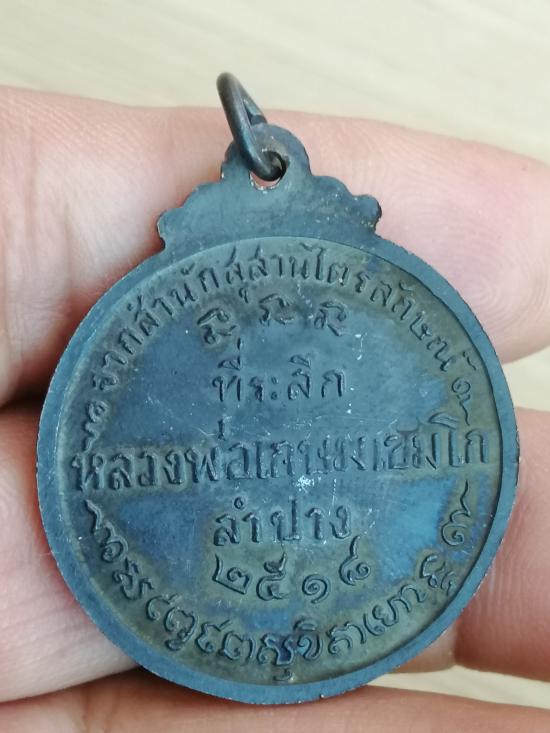 จากสำนักสุสานไตรลักษณ์
ที่ระลึก
หลวงพ่อเกษมเขมโก
ลำปาง
๒๕๑๘